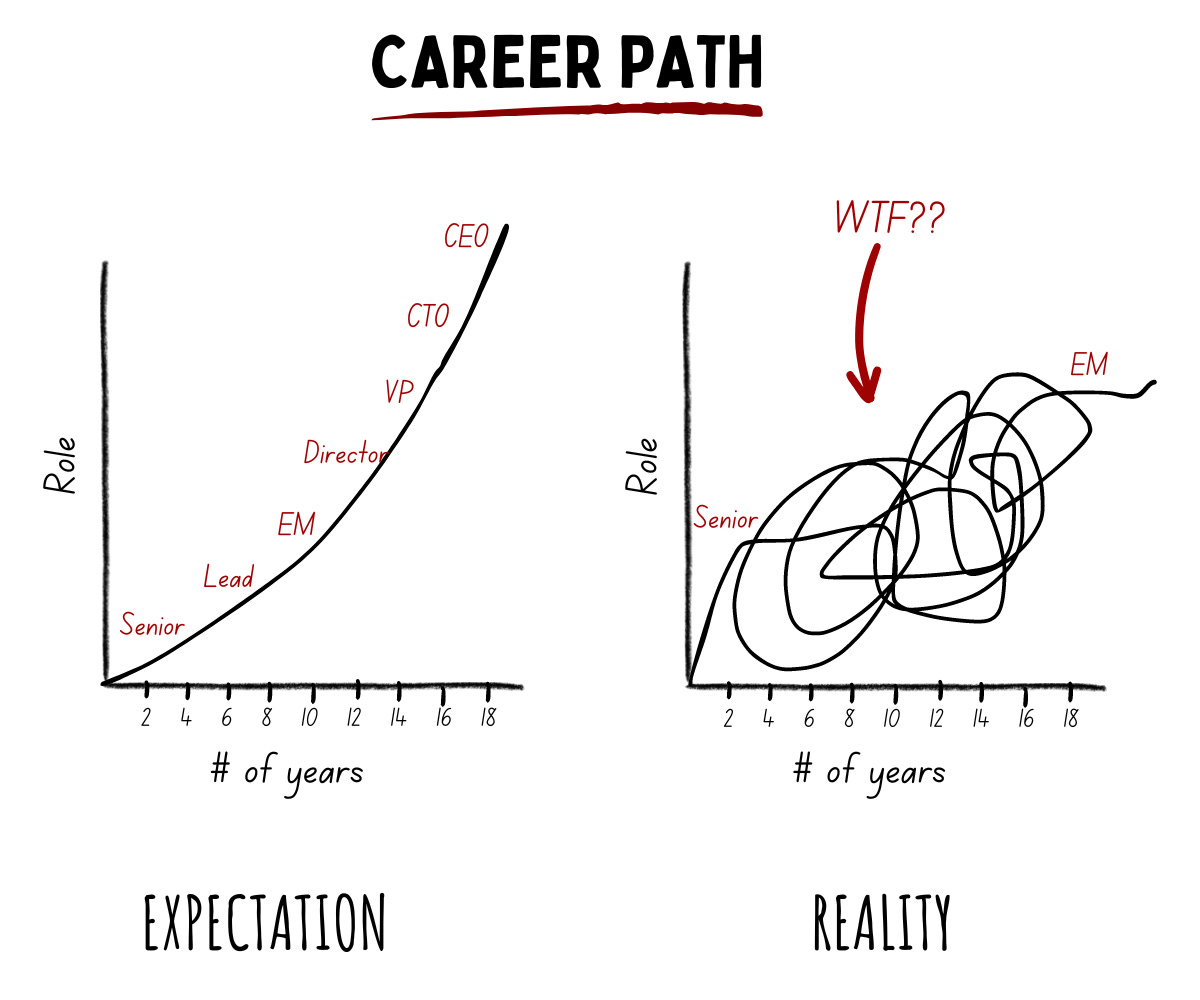 CAREER PATH
CEO
CTO
VP
Director
EM
Lead
Senior
Role
2 4 6 8 10 12 14 16 18
# of years
EXPECTATION
WTF??
EM
Senior
Role
2 4 6 8 10 12 14 16 18
# of years
REALITY